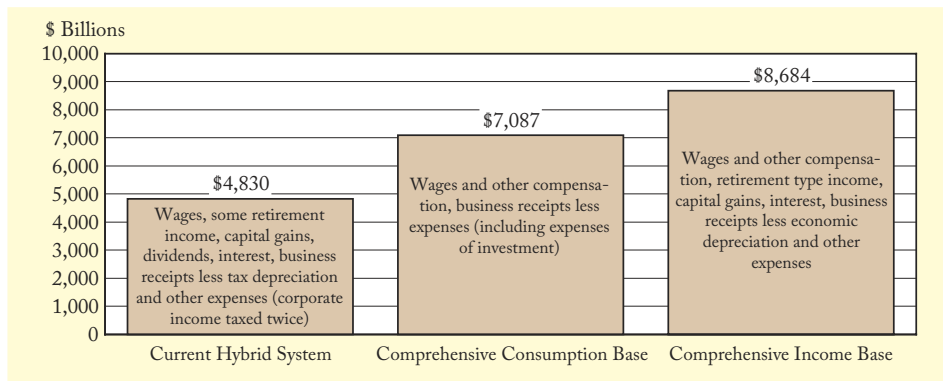 $ Billions
10,000
9,000
8,000
7,000
6,000
5,000
4,000
3,000
2,000
1,000
0
$4,830
Wages, some retirement
income, capital gains,
dividends, interest, business
receipts less tax depreciation
and other expenses (corporate
income taxed twice)
Current Hybrid System
$7,087
Wages and other compensa-
tion, business receipts less
expenses (including expenses
of investment)
Comprehensive Consumption Base
$8,684
Wages and other compensa-
tion, retirement type income,
capital gains, interest, business
receipts less economic
depreciation and other
expenses
Comprehensive Income Base